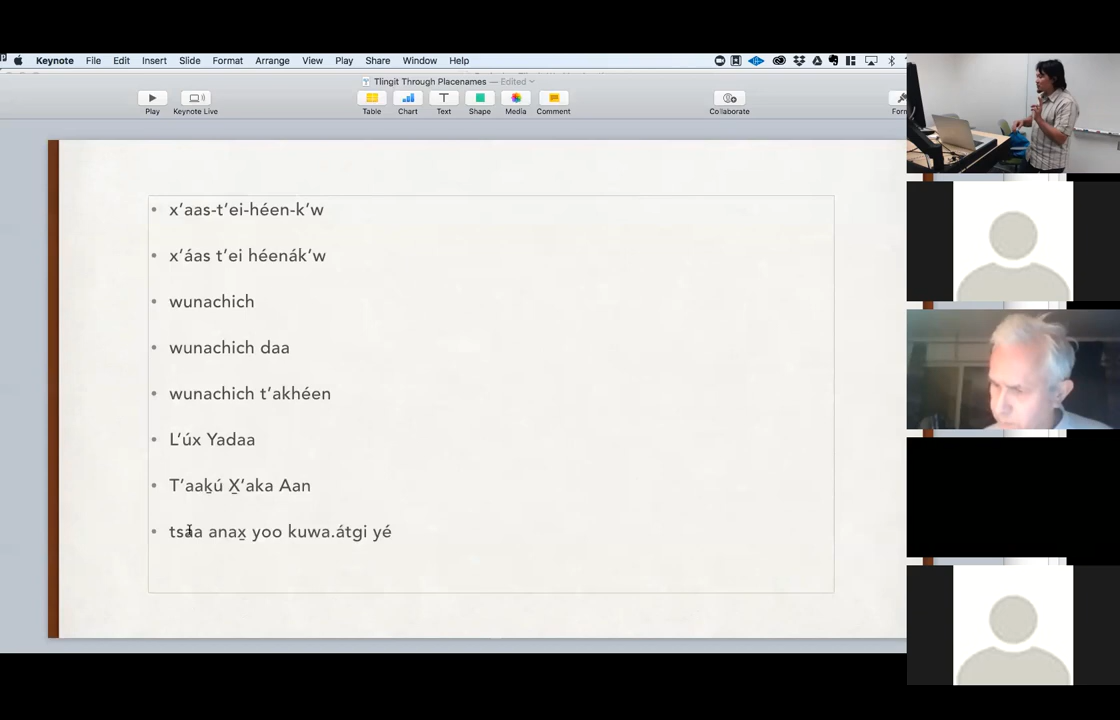 Keynote File Edit Insert Slide Format Arrange View Play Share Window Help
Tlingit Through Placenames — Edited
Play Keynote Live Table Chart Text Shape Media Comment Collaborate
• x’aas-t’ei-héen-k’w
• x’áas t’ei héenák’w
• wunachich
• wunachich daa
• wunachich t’akhéen
• L’úx Yadaa
• T’aaḵú X̱’aka Aan
• tsaa anax̱ yoo kuwa.átgi yé